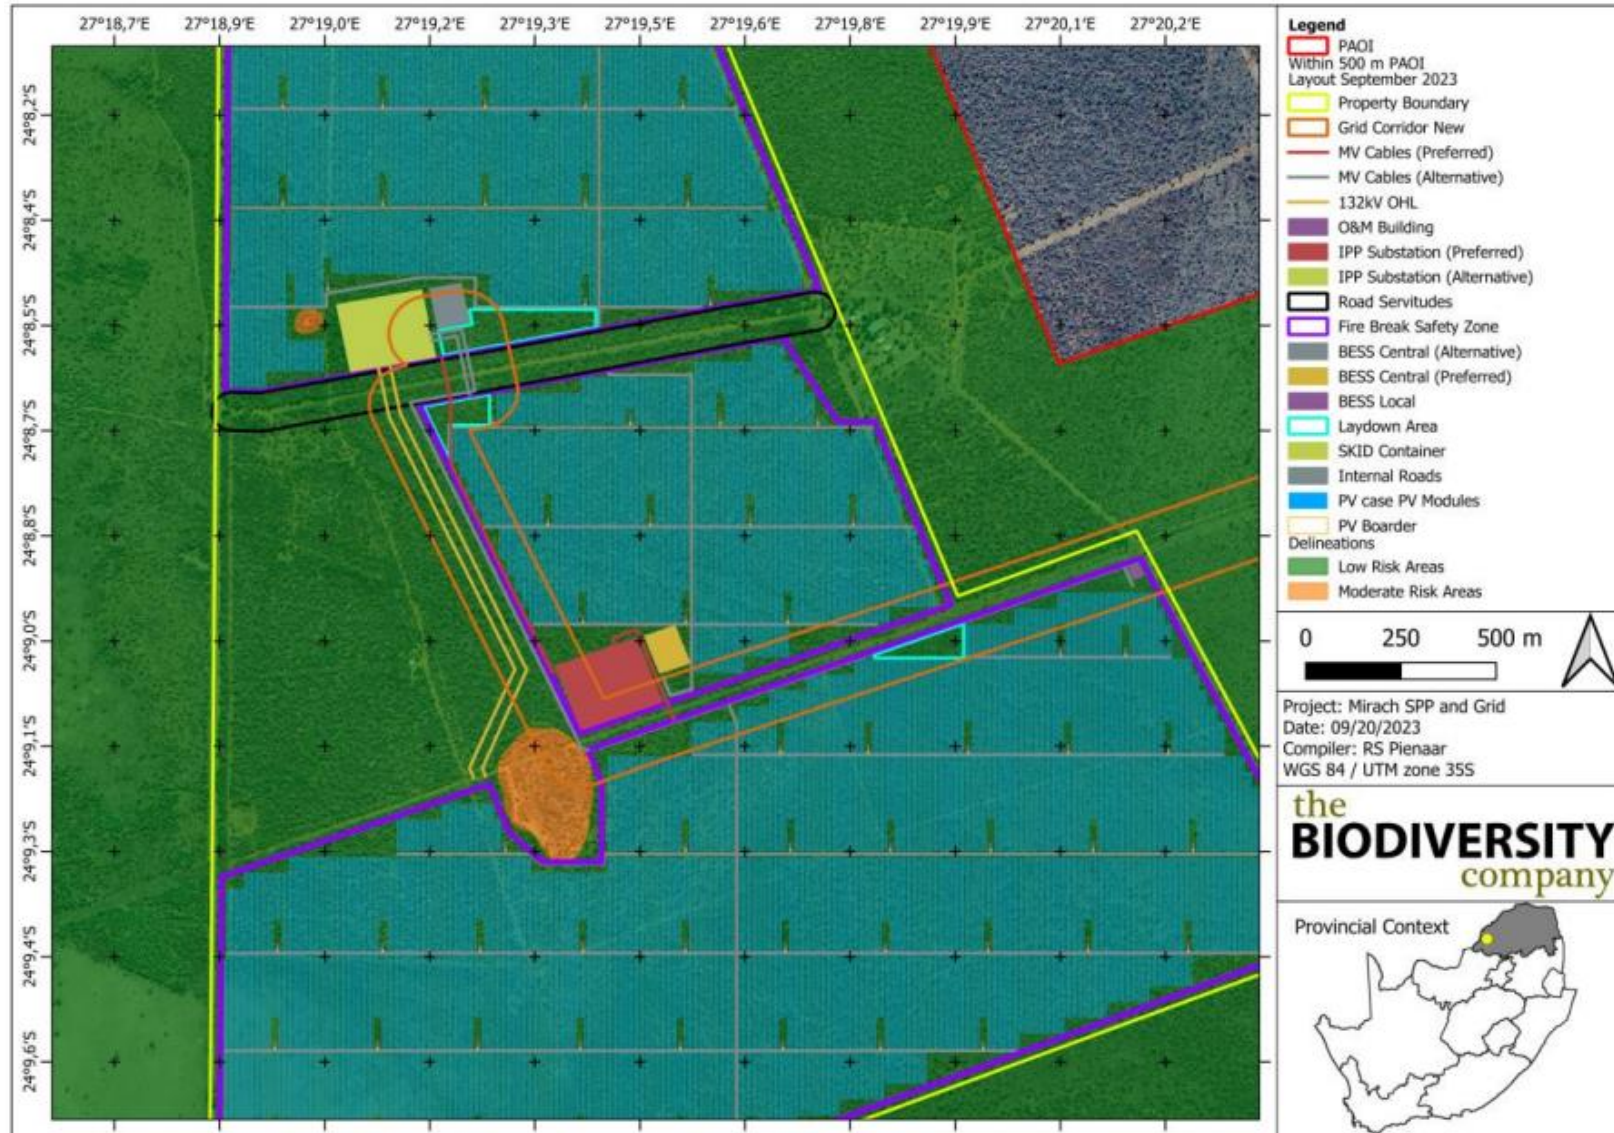 27°18,7'E 27°18,9'E 27°19,0'E 27°19,2'E 27°19,3'E 27°19,5'E 27°19,6'E 27°19,8'E 27°19,9'E 27°20,1'E 27°20,2'E
24°8,2'S
24°8,4'S
24°8,5'S
24°8,7'S
24°8,8'S
24°9,0'S
24°9,1'S
24°9,3'S
24°9,4'S
24°9,6'S
Legend
PAOI
Within 500 m PAOI
Layout September 2023
Property Boundary
Grid Corridor New
MV Cables (Preferred)
MV Cables (Alternative)
132kV OHL
O&M Building
IPP Substation (Preferred)
IPP Substation (Alternative)
Road Servitudes
Fire Break Safety Zone
BESS Central (Alternative)
BESS Central (Preferred)
BESS Local
Laydown Area
SKID Container
Internal Roads
PV case PV Modules
PV Boarder
Delineations
Low Risk Areas
Moderate Risk Areas
0 250 500 m
Project: Mirach SPP and Grid
Date: 09/20/2023
Compiler: RS Pienaar
WGS 84 / UTM zone 35S
the
BIODIVERSITY
company
Provincial Context